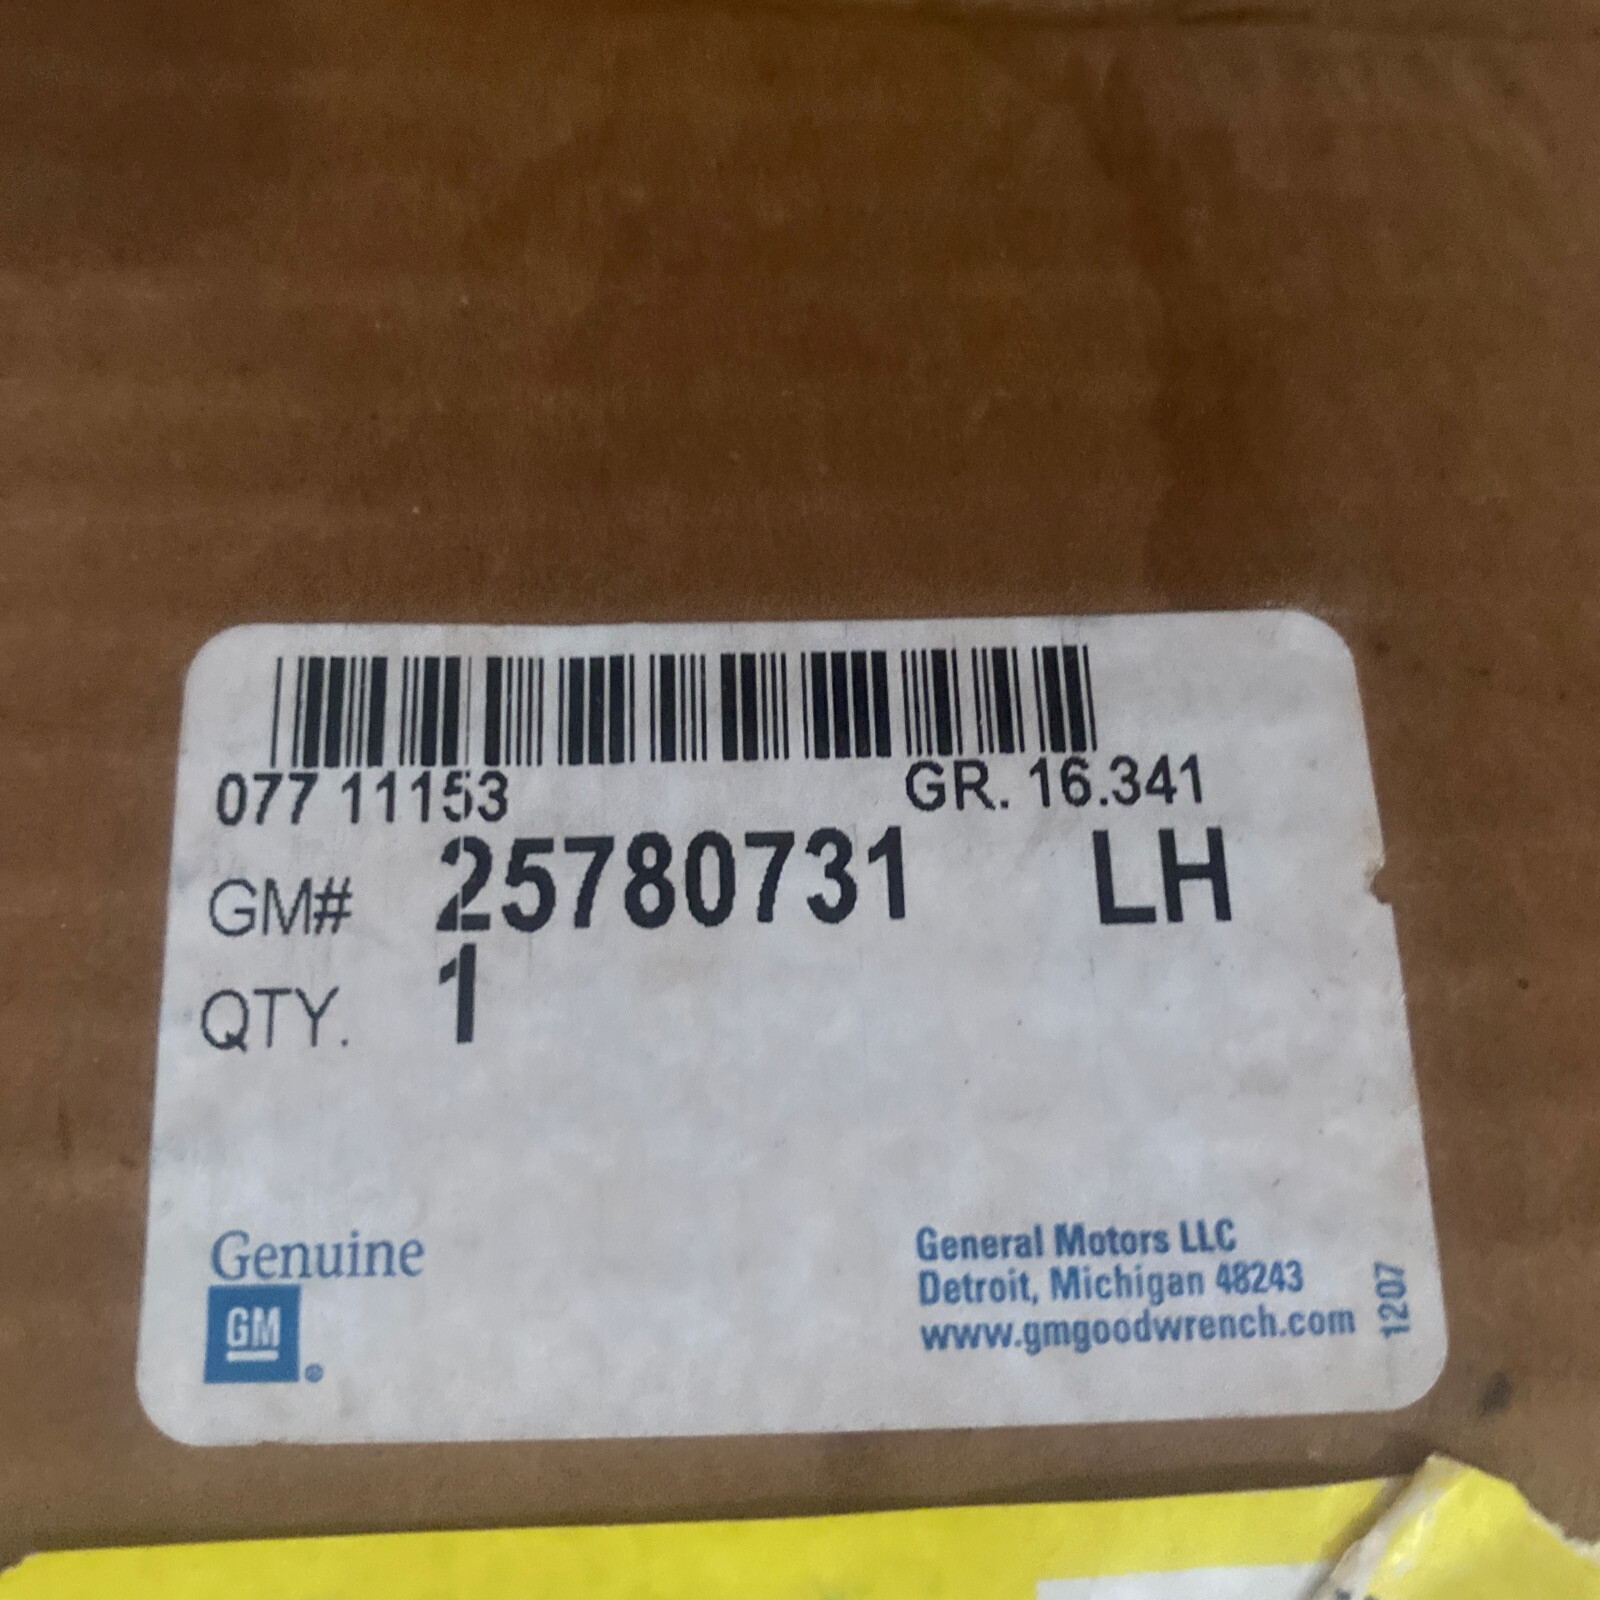 077 11153 GR. 16.341
GM# 25780731 LH
QTY. 1
Genuine
GM
®
General Motors LLC
Detroit, Michigan 48243
www.gmgoodwrench.com
1207